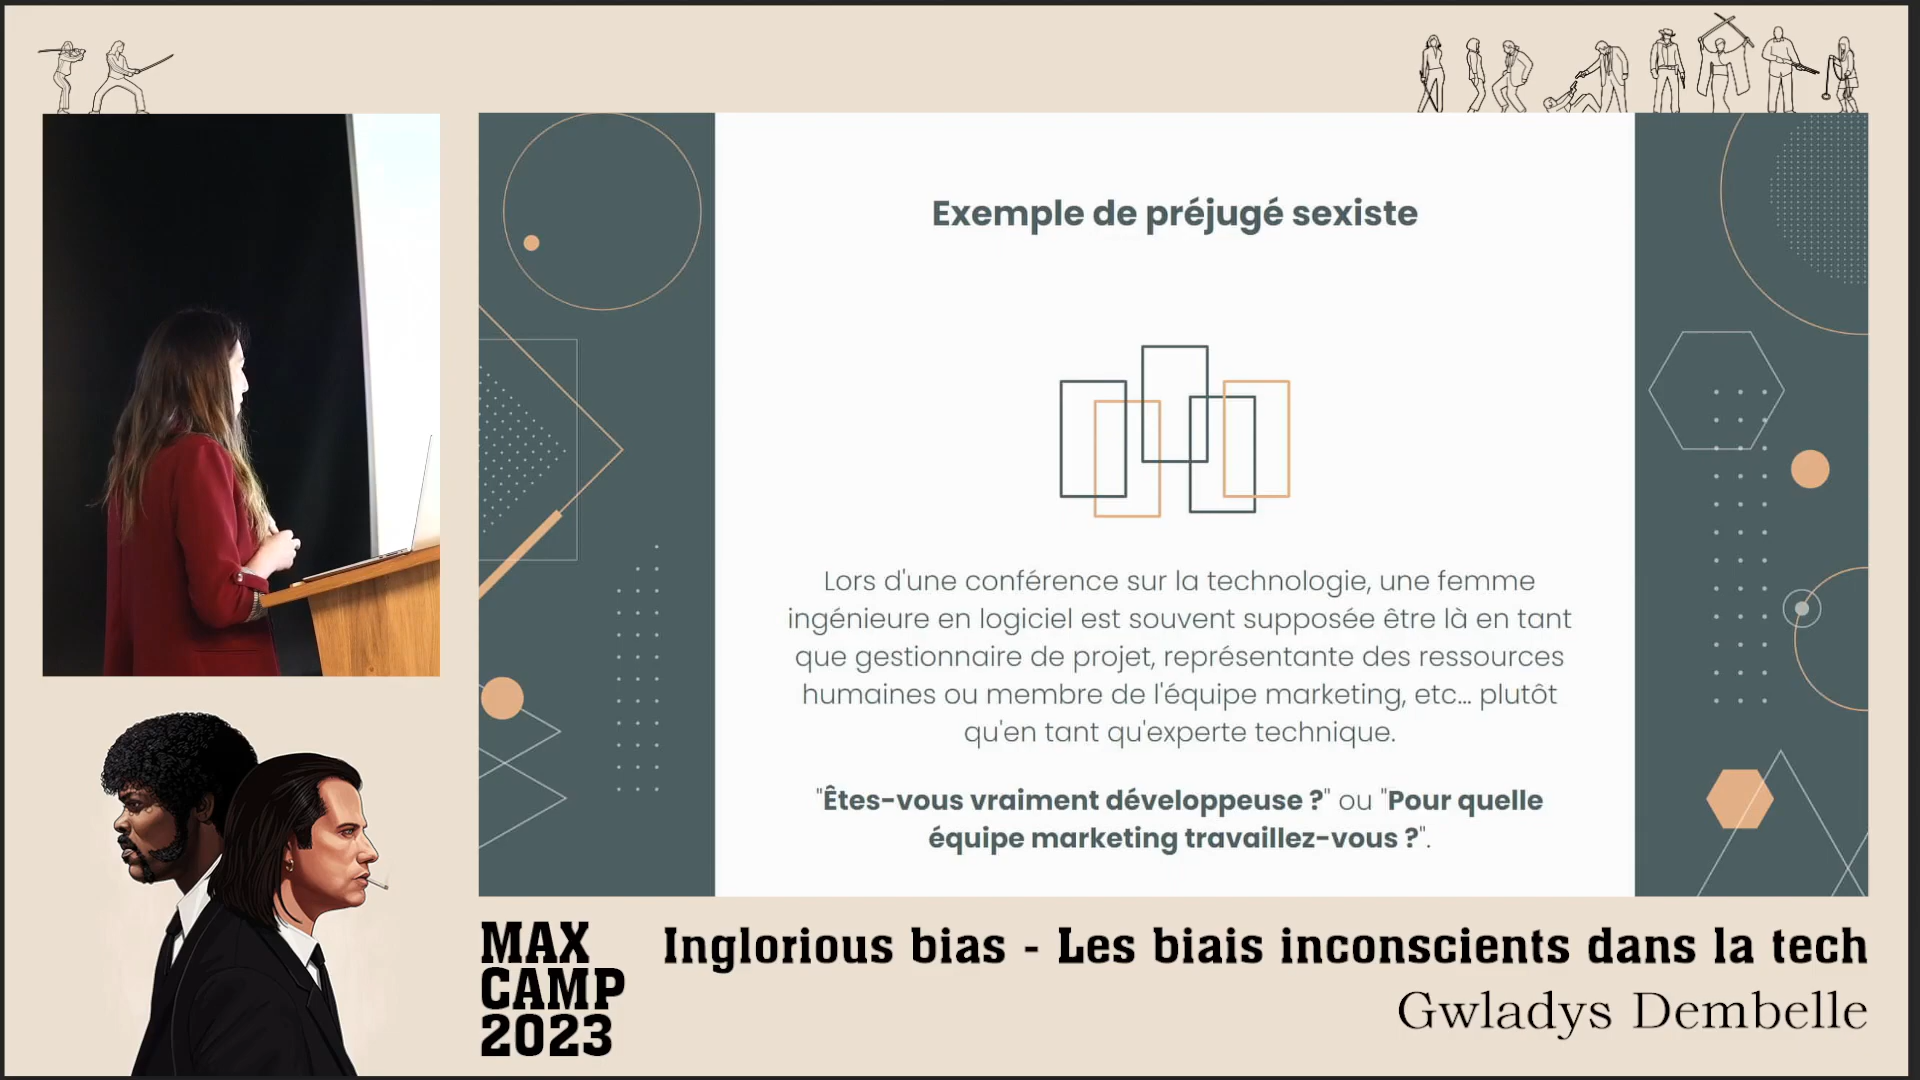 Exemple de préjugé sexiste
Lors d'une conférence sur la technologie, une femme
ingénieure en logiciel est souvent supposée être là en tant
que gestionnaire de projet, représentante des ressources
humaines ou membre de l'équipe marketing, etc... plutôt
qu'en tant qu'experte technique.
"Êtes-vous vraiment développeuse ?" ou "Pour quelle
équipe marketing travaillez-vous ?".
MAX
CAMP
2023
Inglorious bias - Les biais inconscients dans la tech
Gwladys Dembelle